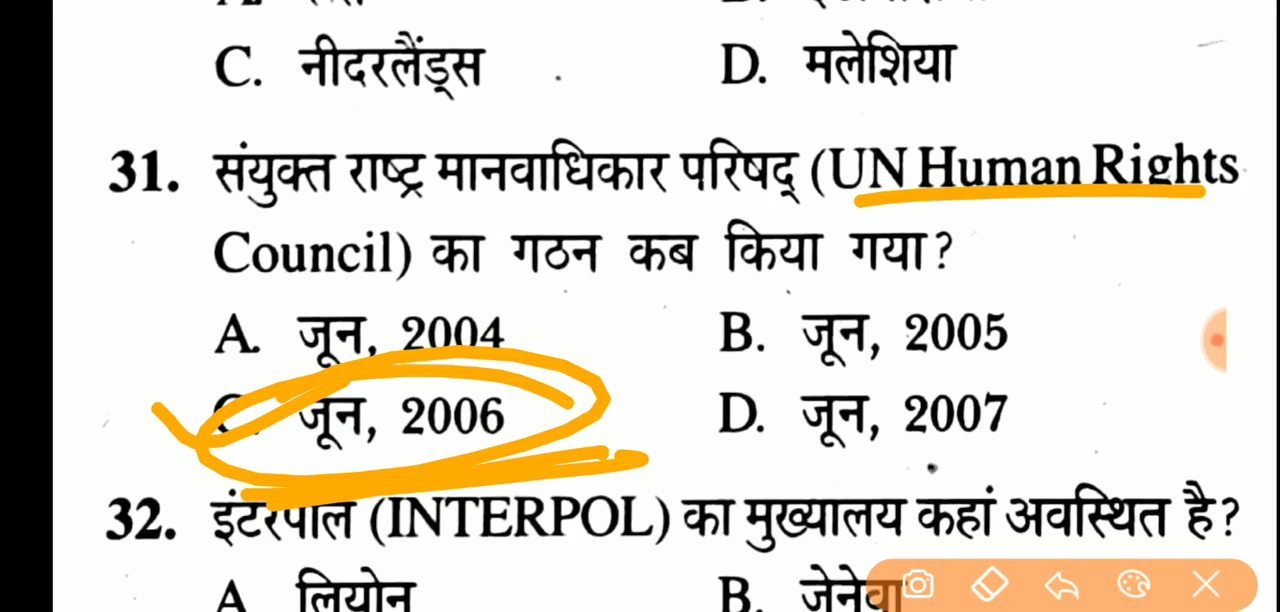 C. नीदरलैंड्स D. मलेशिया
31. संयुक्त राष्ट्र मानवाधिकार परिषद् (UN Human Rights
Council) का गठन कब किया गया?
A. जून, 2004 B. जून, 2005
C. जून, 2006 D. जून, 2007
32. इंटरपोल (INTERPOL) का मुख्यालय कहां अवस्थित है?
A. लियोन B. जेनेवा